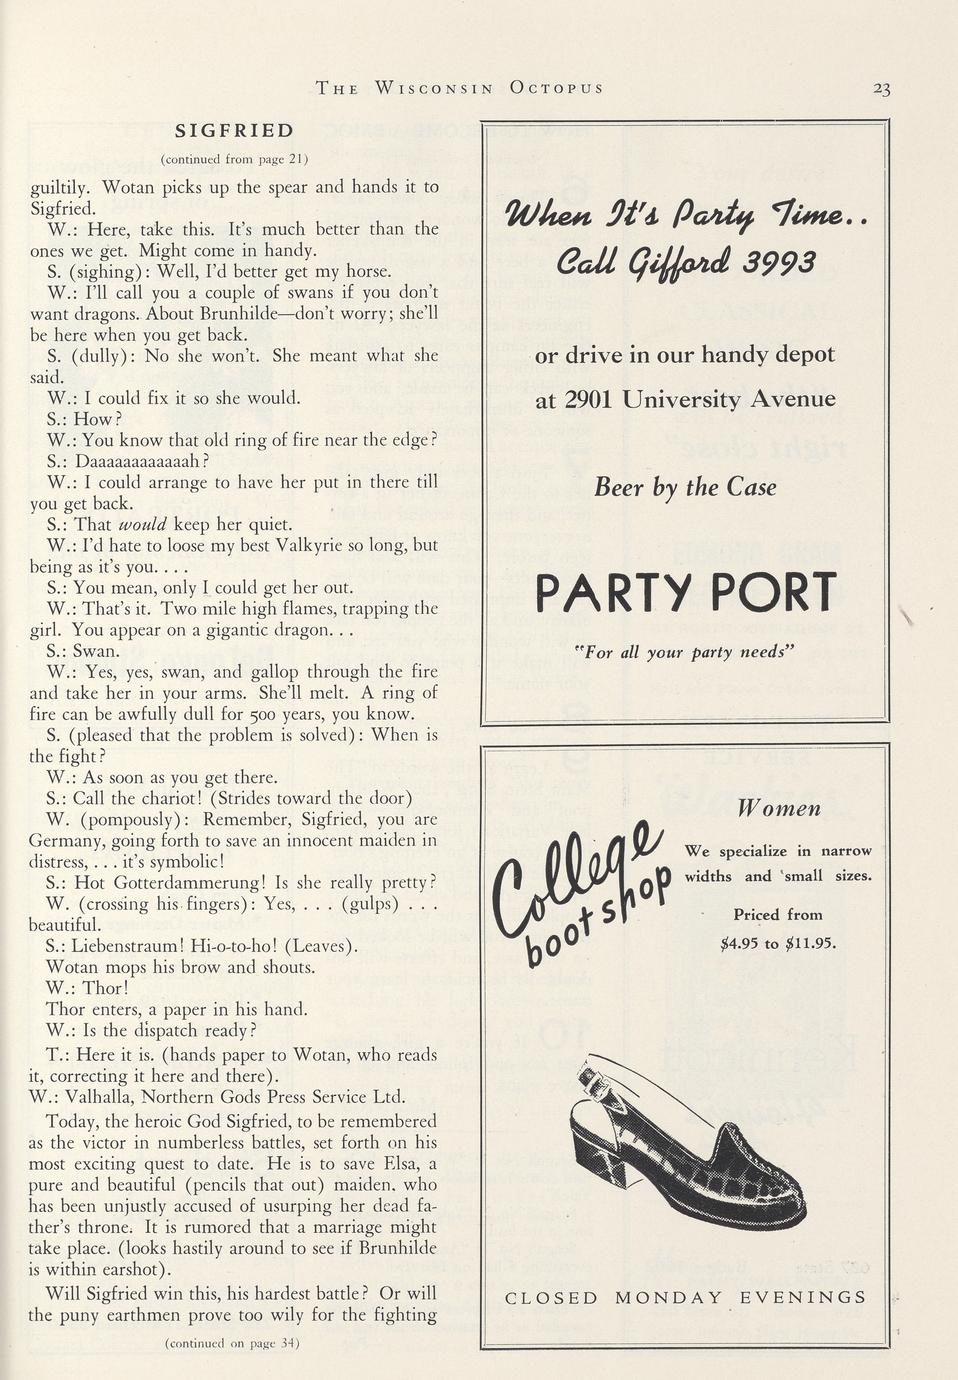 THE WISCONSIN OCTOPUS 23
SIGFRIED
(continued from page 21)
guiltily. Wotan picks up the spear and hands it to
Sigfried.
W.: Here, take this. It's much better than the
ones we get. Might come in handy.
S. (sighing): Well, I'd better get my horse.
W.: I'll call you a couple of swans if you don't
want dragons. About Brunhilde—don't worry; she'll
be here when you get back.
S. (dully): No she won't. She meant what she
said.
W.: I could fix it so she would.
S.: How?
W.: You know that old ring of fire near the edge?
S.: Daaaaaaaaaaaah?
W.: I could arrange to have her put in there till
you get back.
S.: That would keep her quiet.
W.: I'd hate to loose my best Valkyrie so long, but
being as it's you. . . .
S.: You mean, only I could get her out.
W.: That's it. Two mile high flames, trapping the
girl. You appear on a gigantic dragon. . .
S.: Swan.
W.: Yes, yes, swan, and gallop through the fire
and take her in your arms. She'll melt. A ring of
fire can be awfully dull for 500 years, you know.
S. (pleased that the problem is solved): When is
the fight?
W.: As soon as you get there.
S.: Call the chariot! (Strides toward the door)
W. (pompously): Remember, Sigfried, you are
Germany, going forth to save an innocent maiden in
distress, . . . it's symbolic!
S.: Hot Gotterdammerung! Is she really pretty?
W. (crossing his fingers): Yes, . . . (gulps) . . .
beautiful.
S.: Liebenstraum! Hi-o-to-ho! (Leaves).
Wotan mops his brow and shouts.
W.: Thor!
Thor enters, a paper in his hand.
W.: Is the dispatch ready?
T.: Here it is. (hands paper to Wotan, who reads
it, correcting it here and there).
W.: Valhalla, Northern Gods Press Service Ltd.
Today, the heroic God Sigfried, to be remembered
as the victor in numberless battles, set forth on his
most exciting quest to date. He is to save Elsa, a
pure and beautiful (pencils that out) maiden, who
has been unjustly accused of usurping her dead fa-
ther's throne. It is rumored that a marriage might
take place. (looks hastily around to see if Brunhilde
is within earshot).
Will Sigfried win this, his hardest battle? Or will
the puny earthmen prove too wily for the fighting
(continued on page 34)
When It's Party Time..
Call Gifford 3993
or drive in our handy depot
at 2901 University Avenue
Beer by the Case
PARTY PORT
"For all your party needs"
College
boot shop
Women
We specialize in narrow
widths and small sizes.
Priced from
$4.95 to $11.95.
CLOSED MONDAY EVENINGS